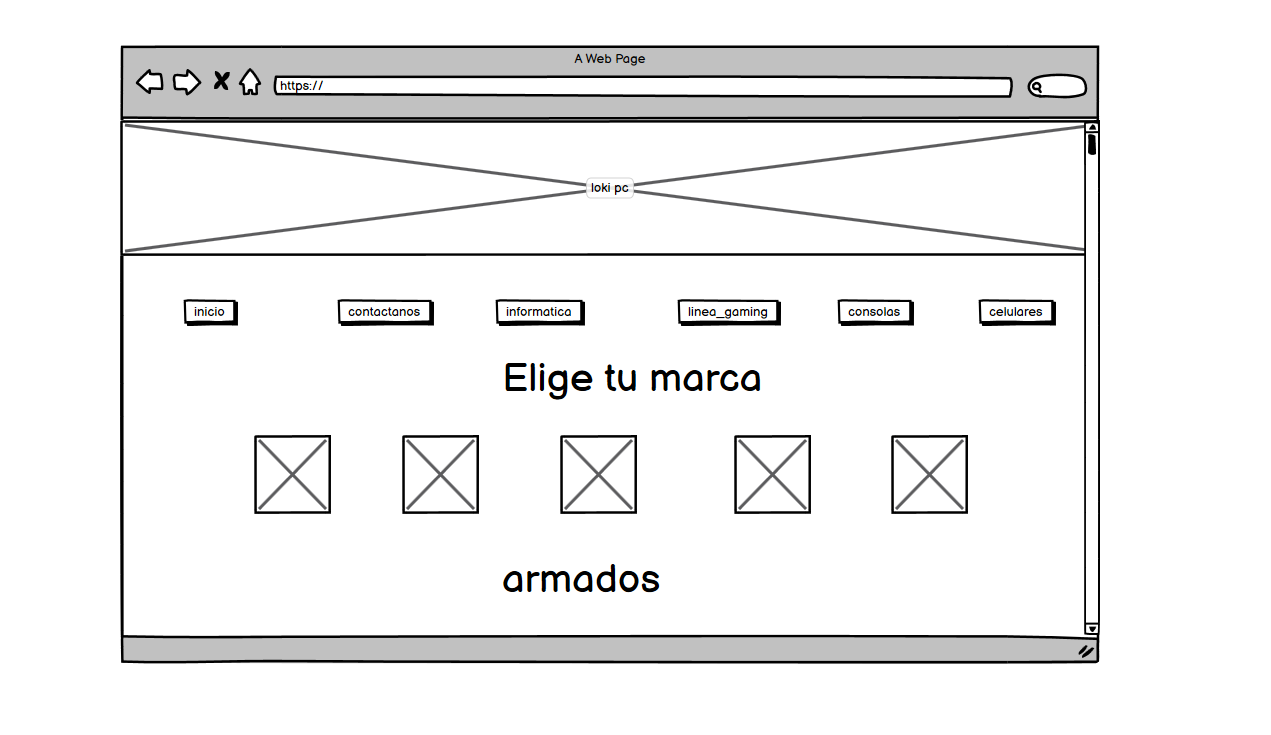 A Web Page
https://
loki pc
inicio
contactanos
informatica
linea_gaming
consolas
celulares
Elige tu marca
armados